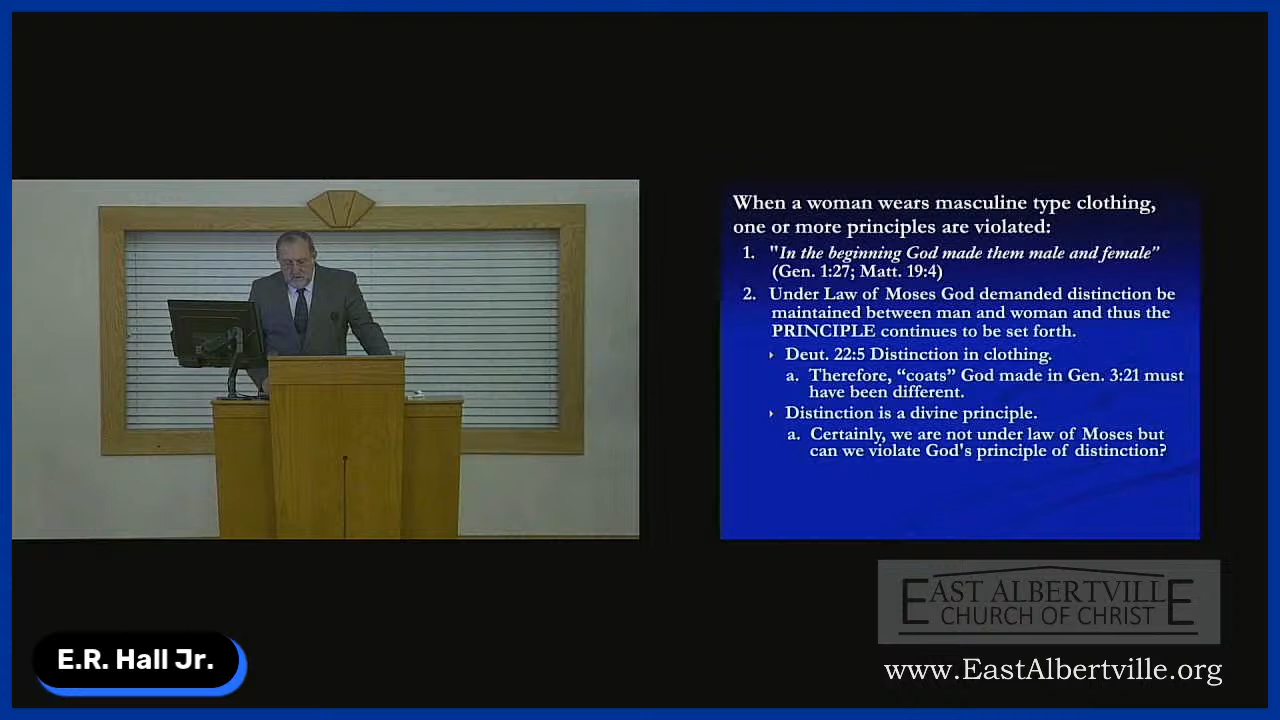 When a woman wears masculine type clothing,
one or more principles are violated:
1. "In the beginning God made them male and female”
(Gen. 1:27; Matt. 19:4)
2. Under Law of Moses God demanded distinction be
maintained between man and woman and thus the
PRINCIPLE continues to be set forth.
Deut. 22:5 Distinction in clothing.
a. Therefore, “coats” God made in Gen. 3:21 must
have been different.
Distinction is a divine principle.
a. Certainly, we are not under law of Moses but
can we violate God's principle of distinction?
EAST ALBERTVILLE
CHURCH OF CHRIST
E.R. Hall Jr.
www.EastAlbertville.org